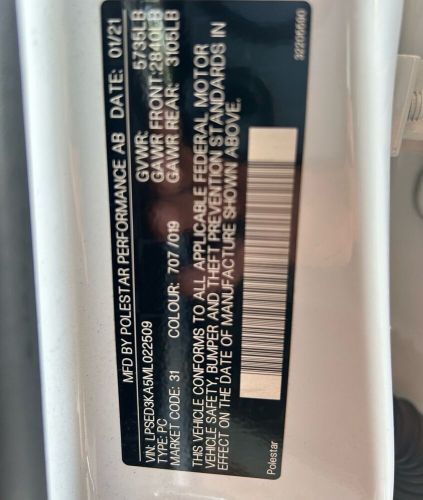 MFD BY POLESTAR PERFORMANCE AB DATE: 01/21
GVWR: 5735LB
GAWR FRONT: 2840LB
GAWR REAR: 3105LB
VIN: LPSED3KA5ML022509
TYPE: PC
MARKET CODE: 31 COLOUR: 707/019
THIS VEHICLE CONFORMS TO ALL APPLICABLE FEDERAL MOTOR
VEHICLE SAFETY, BUMPER AND THEFT PREVENTION STANDARDS IN
EFFECT ON THE DATE OF MANUFACTURE SHOWN ABOVE.
Polestar